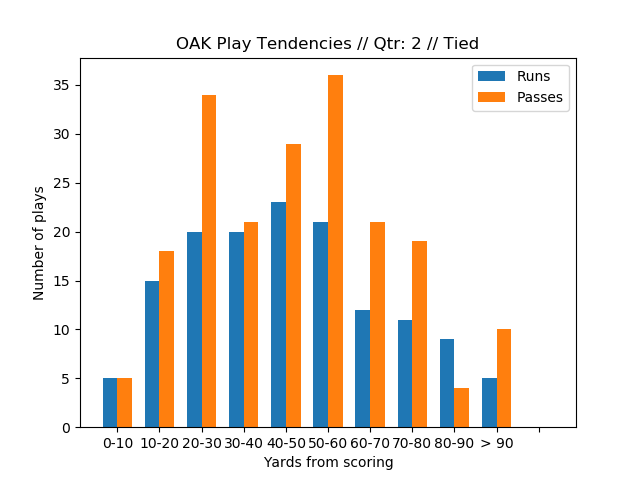 OAK Play Tendencies // Qtr: 2 // Tied
Runs
Passes
Number of plays
35
30
25
20
15
10
5
0
0-10 10-20 20-30 30-40 40-50 50-60 60-70 70-80 80-90 > 90
Yards from scoring